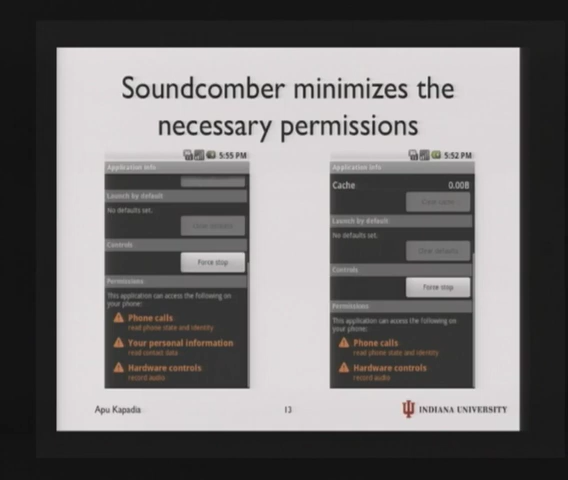 Soundcomber minimizes the
necessary permissions
5:55 PM
Application info
Launch by default
No defaults set.
Clear defaults
Controls
Force stop
Permissions
This application can access the following on
your phone:
Phone calls
read phone state and identity
Your personal information
read contact data
Hardware controls
record audio
5:52 PM
Application info
Cache 0.00B
Clear cache
Launch by default
No defaults set.
Clear defaults
Controls
Force stop
Permissions
This application can access the following on
your phone:
Phone calls
read phone state and identity
Hardware controls
record audio
Apu Kapadia
13
INDIANA UNIVERSITY